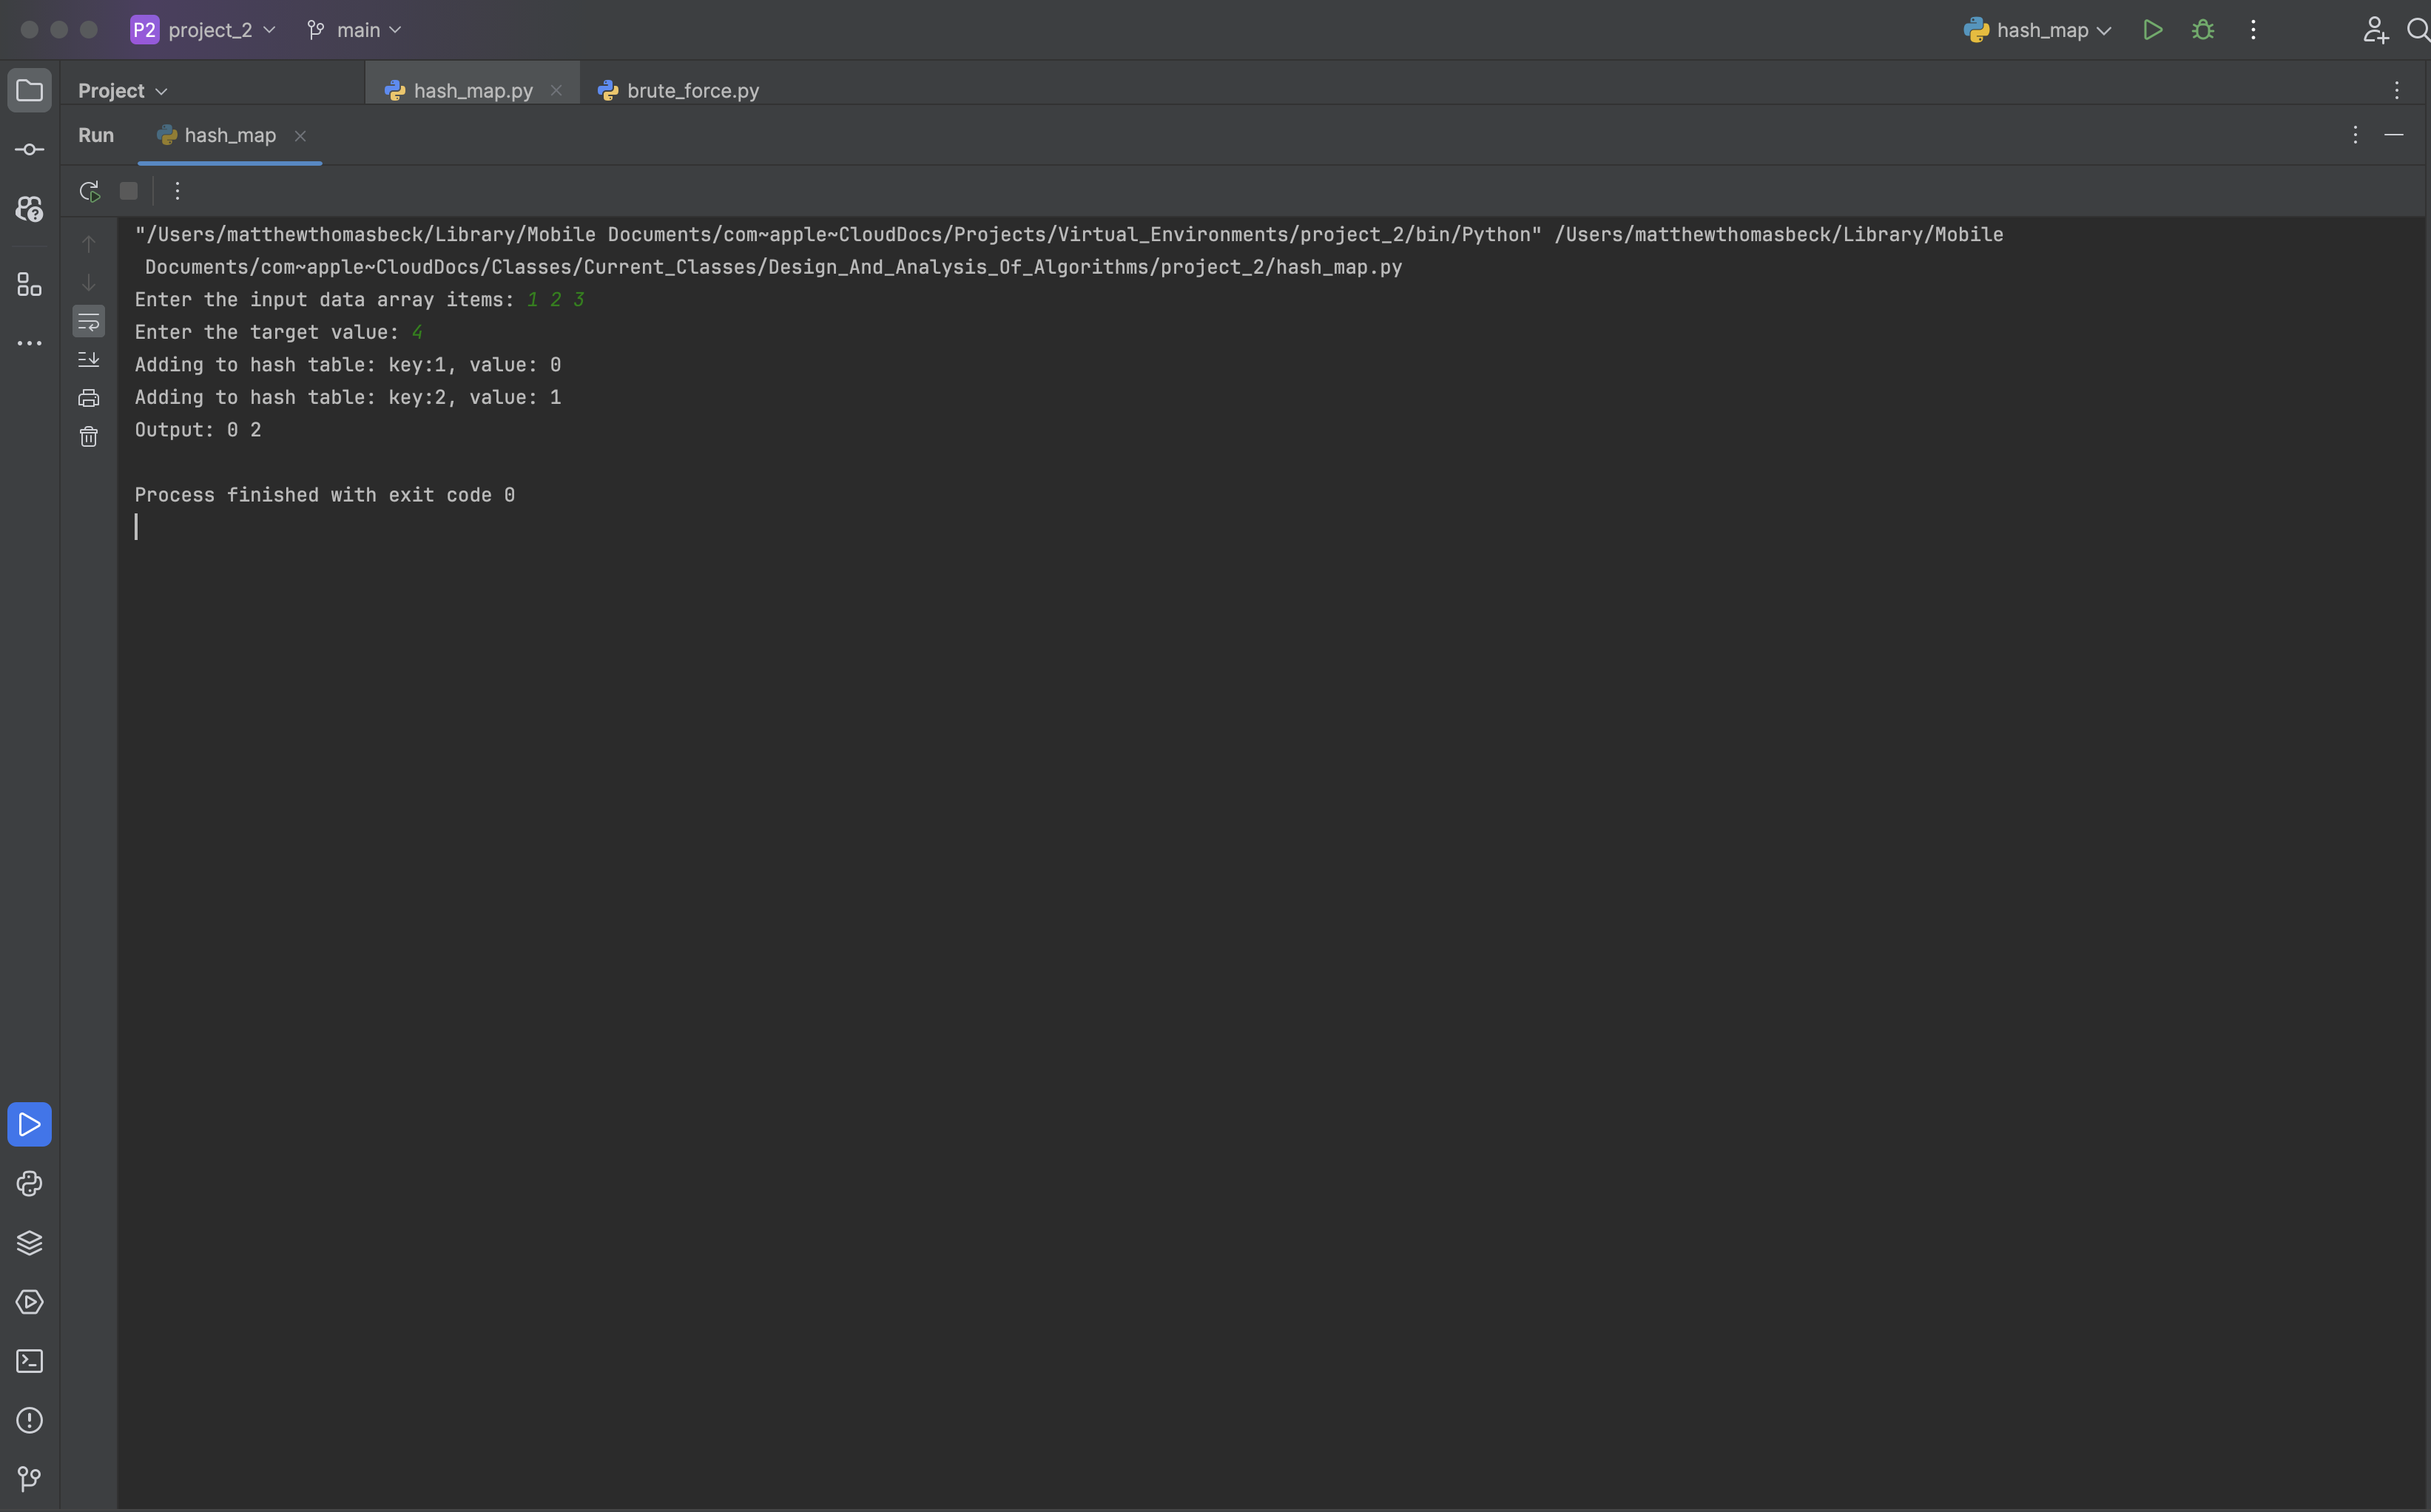 P2 project_2 main hash_map
Project hash_map.py brute_force.py
Run hash_map
"/Users/matthewthomasbeck/Library/Mobile Documents/com~apple~CloudDocs/Projects/Virtual_Environments/project_2/bin/Python" /Users/matthewthomasbeck/Library/Mobile
Documents/com~apple~CloudDocs/Classes/Current_Classes/Design_And_Analysis_Of_Algorithms/project_2/hash_map.py
Enter the input data array items: 1 2 3
Enter the target value: 4
Adding to hash table: key:1, value: 0
Adding to hash table: key:2, value: 1
Output: 0 2
Process finished with exit code 0